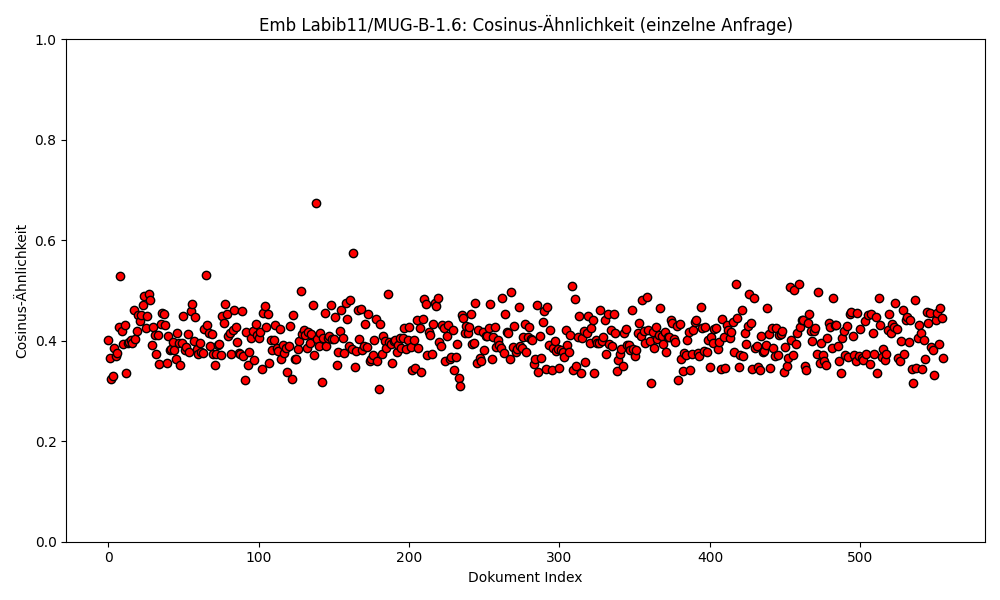 Emb Labib11/MUG-B-1.6: Cosinus-Ähnlichkeit (einzelne Anfrage)
1.0
0.8
0.6
0.4
0.2
0.0
Cosinus-Ähnlichkeit
0 100 200 300 400 500
Dokument Index